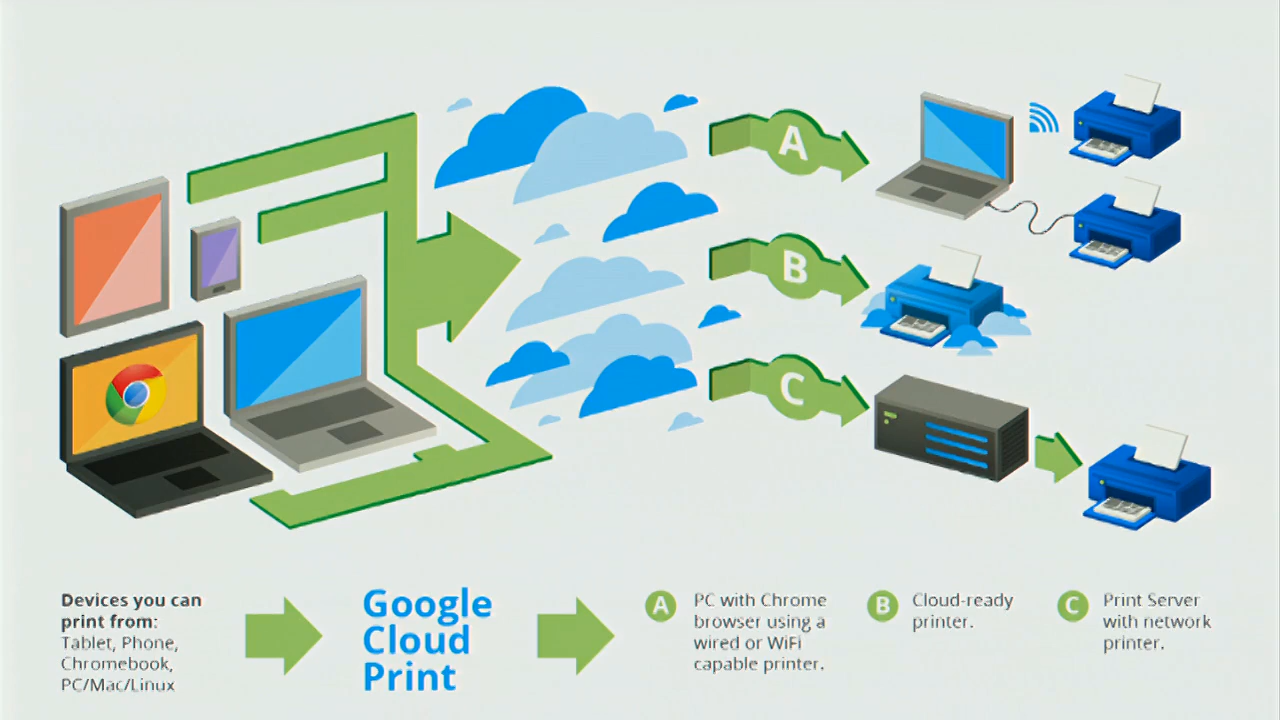 A
B
C
Devices you can
print from:
Tablet, Phone,
Chromebook,
PC/Mac/Linux
Google
Cloud
Print
A
PC with Chrome
browser using a
wired or WiFi
capable printer.
B
Cloud-ready
printer.
C
Print Server
with network
printer.